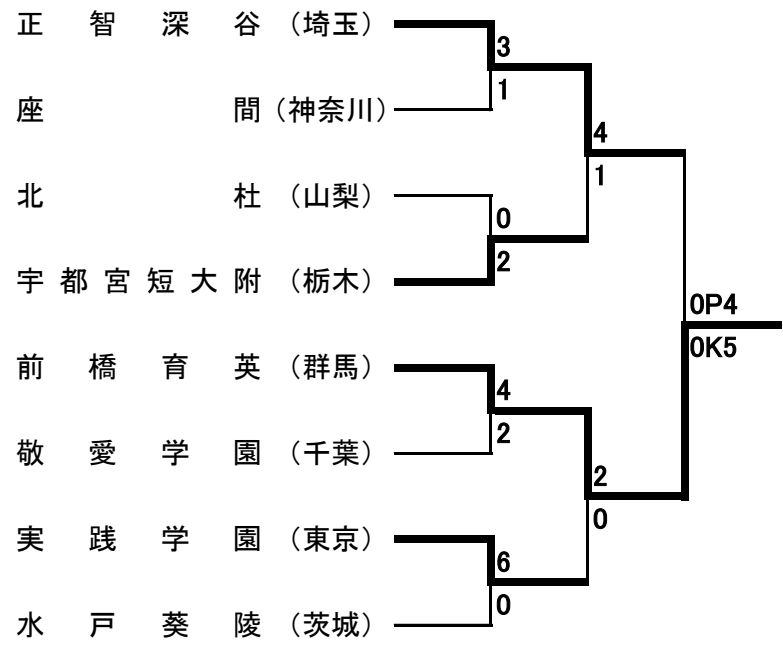 正智深谷（埼玉）
3
1
座間（神奈川）
4
1
北杜（山梨）
0
2
宇都宮短大附（栃木）
0P4
0K5
前橋育英（群馬）
4
2
敬愛学園（千葉）
2
0
実践学園（東京）
6
0
水戸葵陵（茨城）